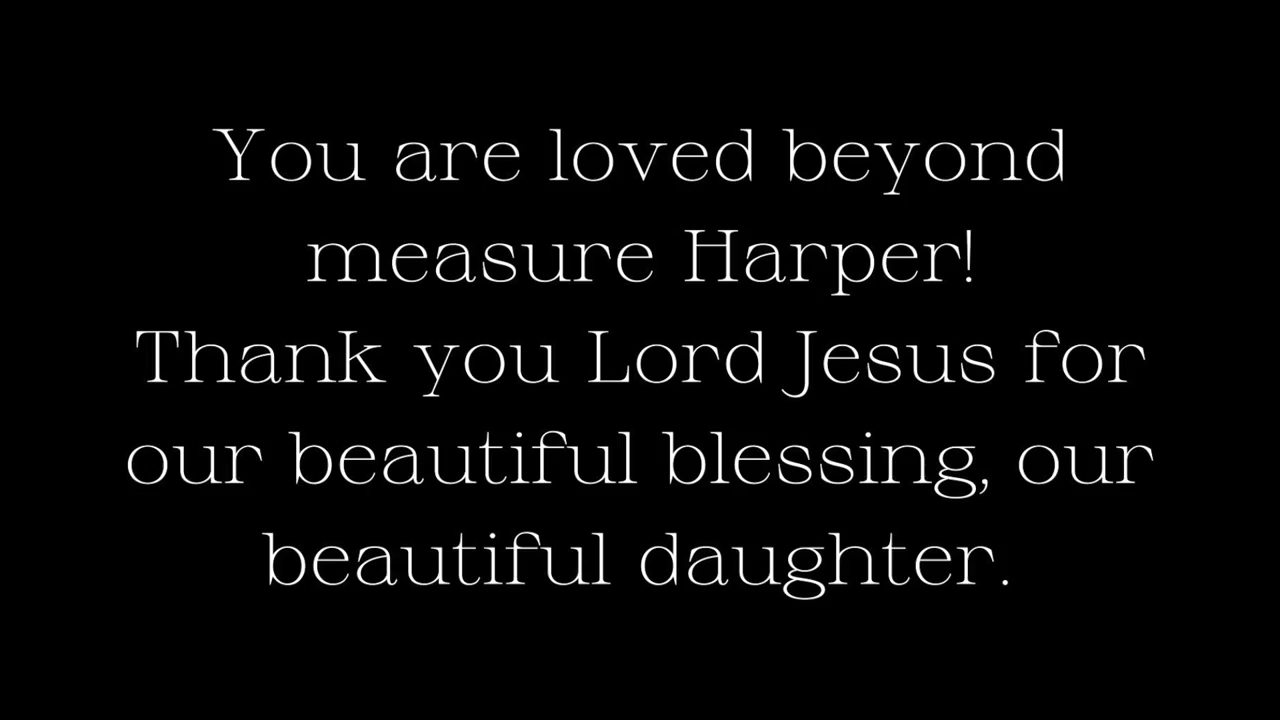 You are loved beyond
measure Harper!
Thank you Lord Jesus for
our beautiful blessing, our
beautiful daughter.